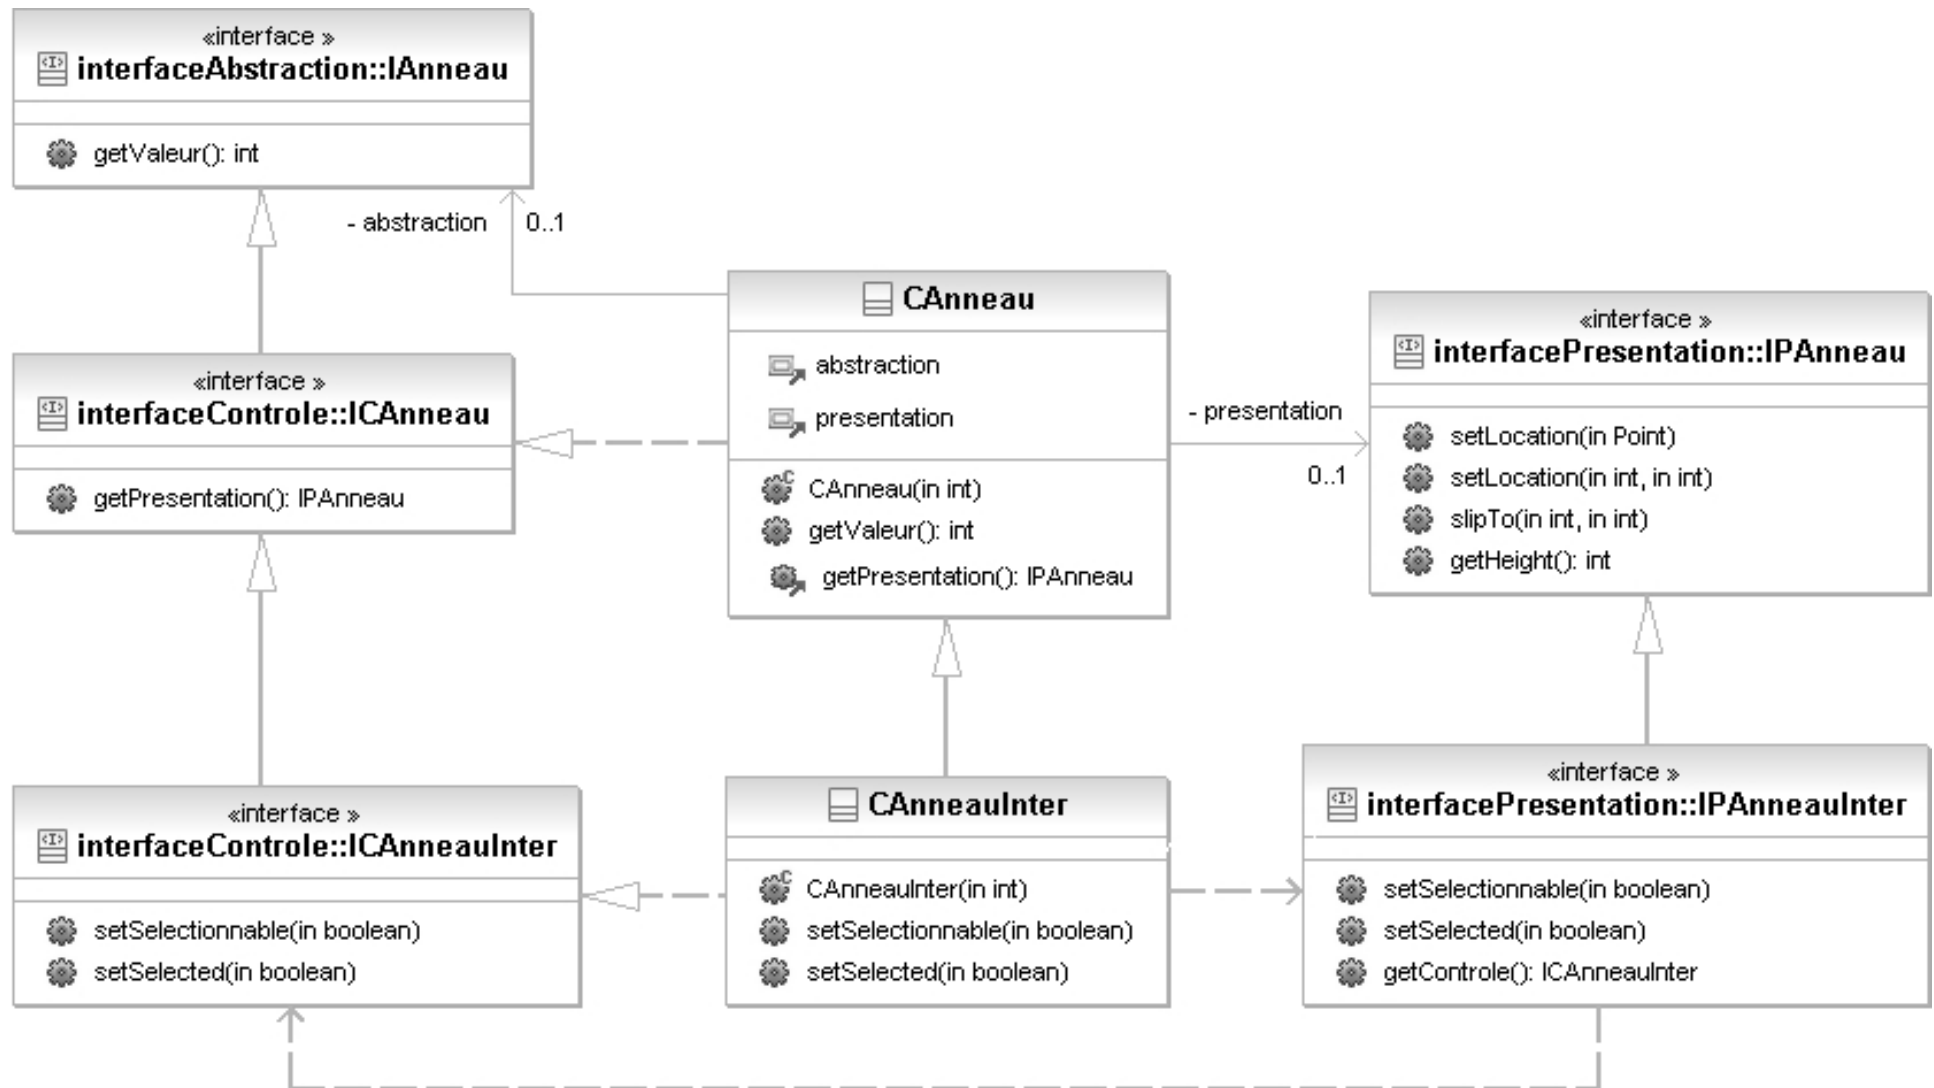 «interface »
interfaceAbstraction::IAnneau
getValeur(): int
- abstraction
0..1
CAnneau
abstraction
presentation
CAnneau(in int)
getValeur(): int
getPresentation(): IPAnneau
- presentation
0..1
«interface »
interfacePresentation::IPAnneau
setLocation(in Point)
setLocation(in int, in int)
slipTo(in int, in int)
getHeight(): int
«interface »
interfaceControle::ICAnneau
getPresentation(): IPAnneau
«interface »
interfaceControle::ICAnneauInter
setSelectionnable(in boolean)
setSelected(in boolean)
CAnneauInter
CAnneauInter(in int)
setSelectionnable(in boolean)
setSelected(in boolean)
«interface »
interfacePresentation::IPAnneauInter
setSelectionnable(in boolean)
setSelected(in boolean)
getControle(): ICAnneauInter